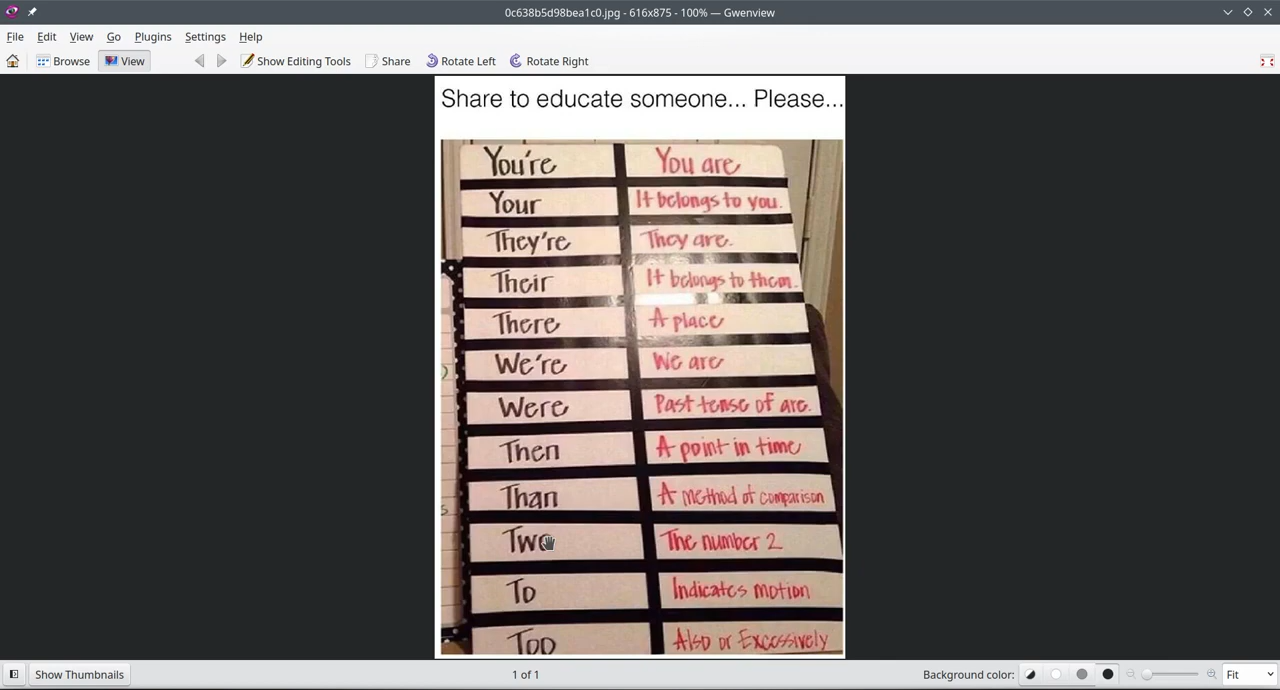 0c638b5d98bea1c0.jpg - 616x875 - 100% — Gwenview
File Edit View Go Plugins Settings Help
Browse View Show Editing Tools Share Rotate Left Rotate Right
Share to educate someone... Please...
You're You are
Your It belongs to you.
They're They are.
Their It belongs to them.
There A place
We're We are
Were Past tense of are.
Then A point in time
Than A method of comparison
Two The number 2
To Indicates motion
Too Also or Excessively
Show Thumbnails 1 of 1 Background color: Fit